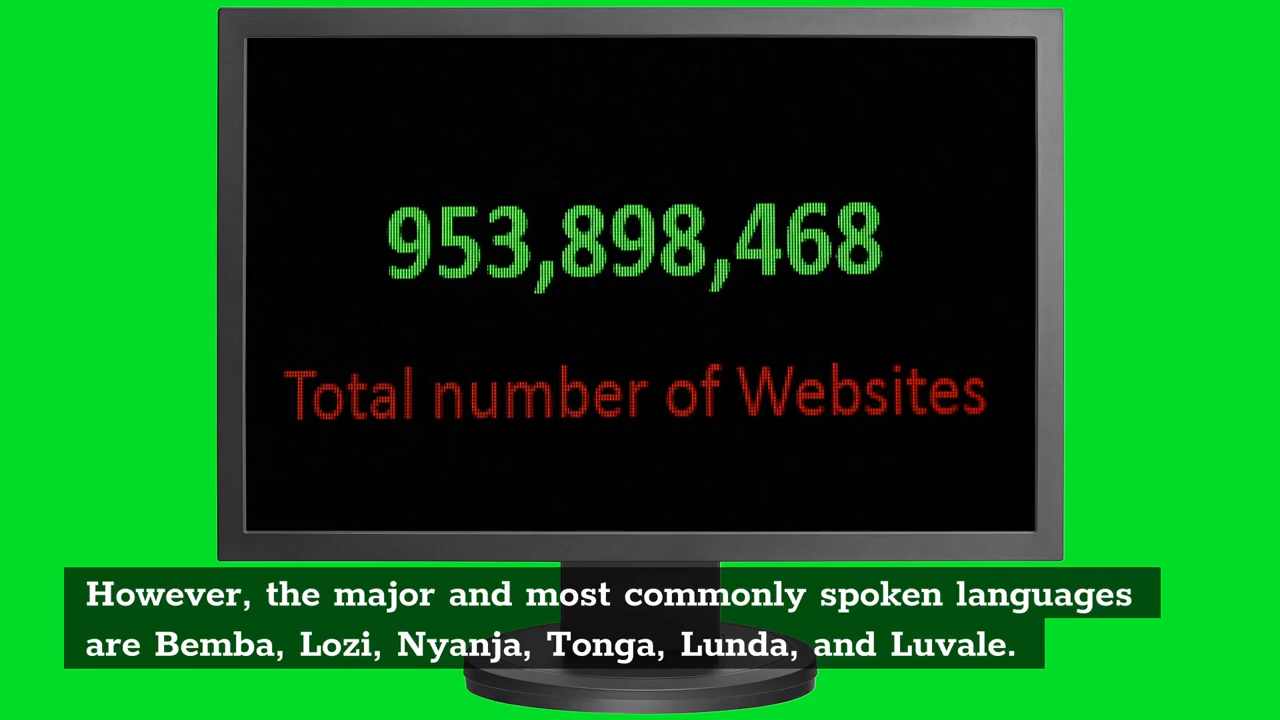 953,898,468
Total number of Websites
However, the major and most commonly spoken languages
are Bemba, Lozi, Nyanja, Tonga, Lunda, and Luvale.